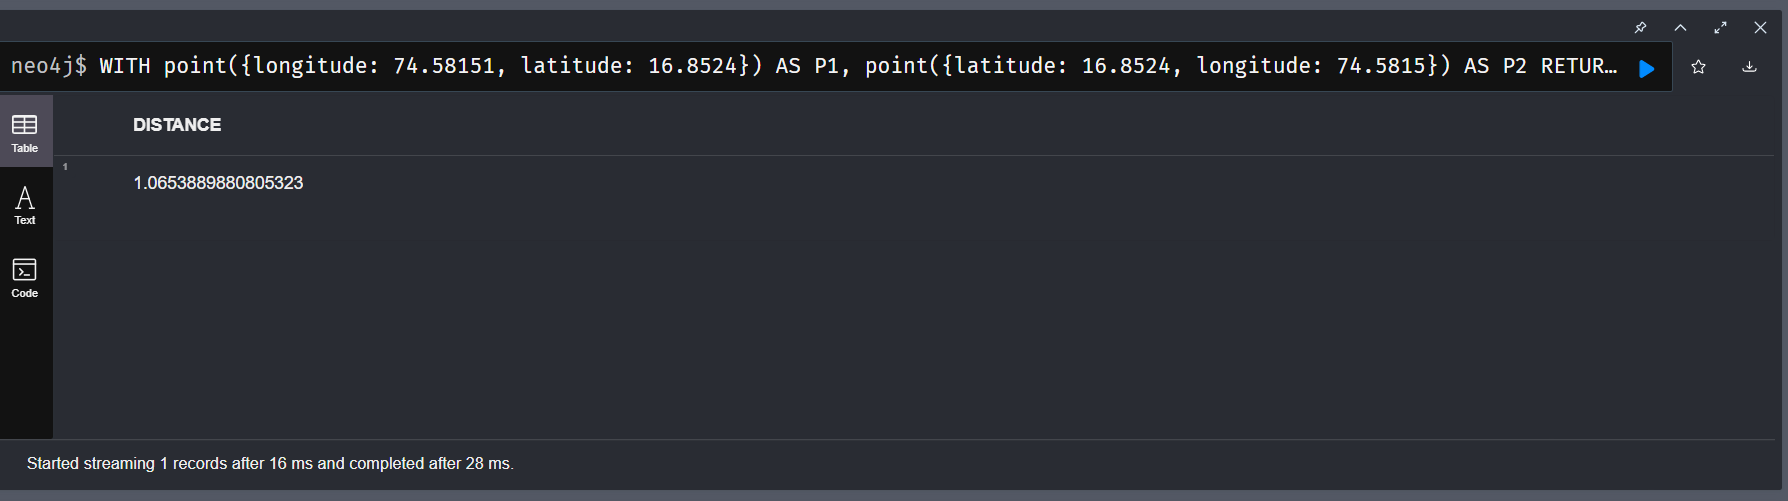 neo4j$ WITH point({longitude: 74.58151, latitude: 16.8524}) AS P1, point({latitude: 16.8524, longitude: 74.5815}) AS P2 RETUR…
Table
DISTANCE
1
1.0653889880805323
Text
Code
Started streaming 1 records after 16 ms and completed after 28 ms.